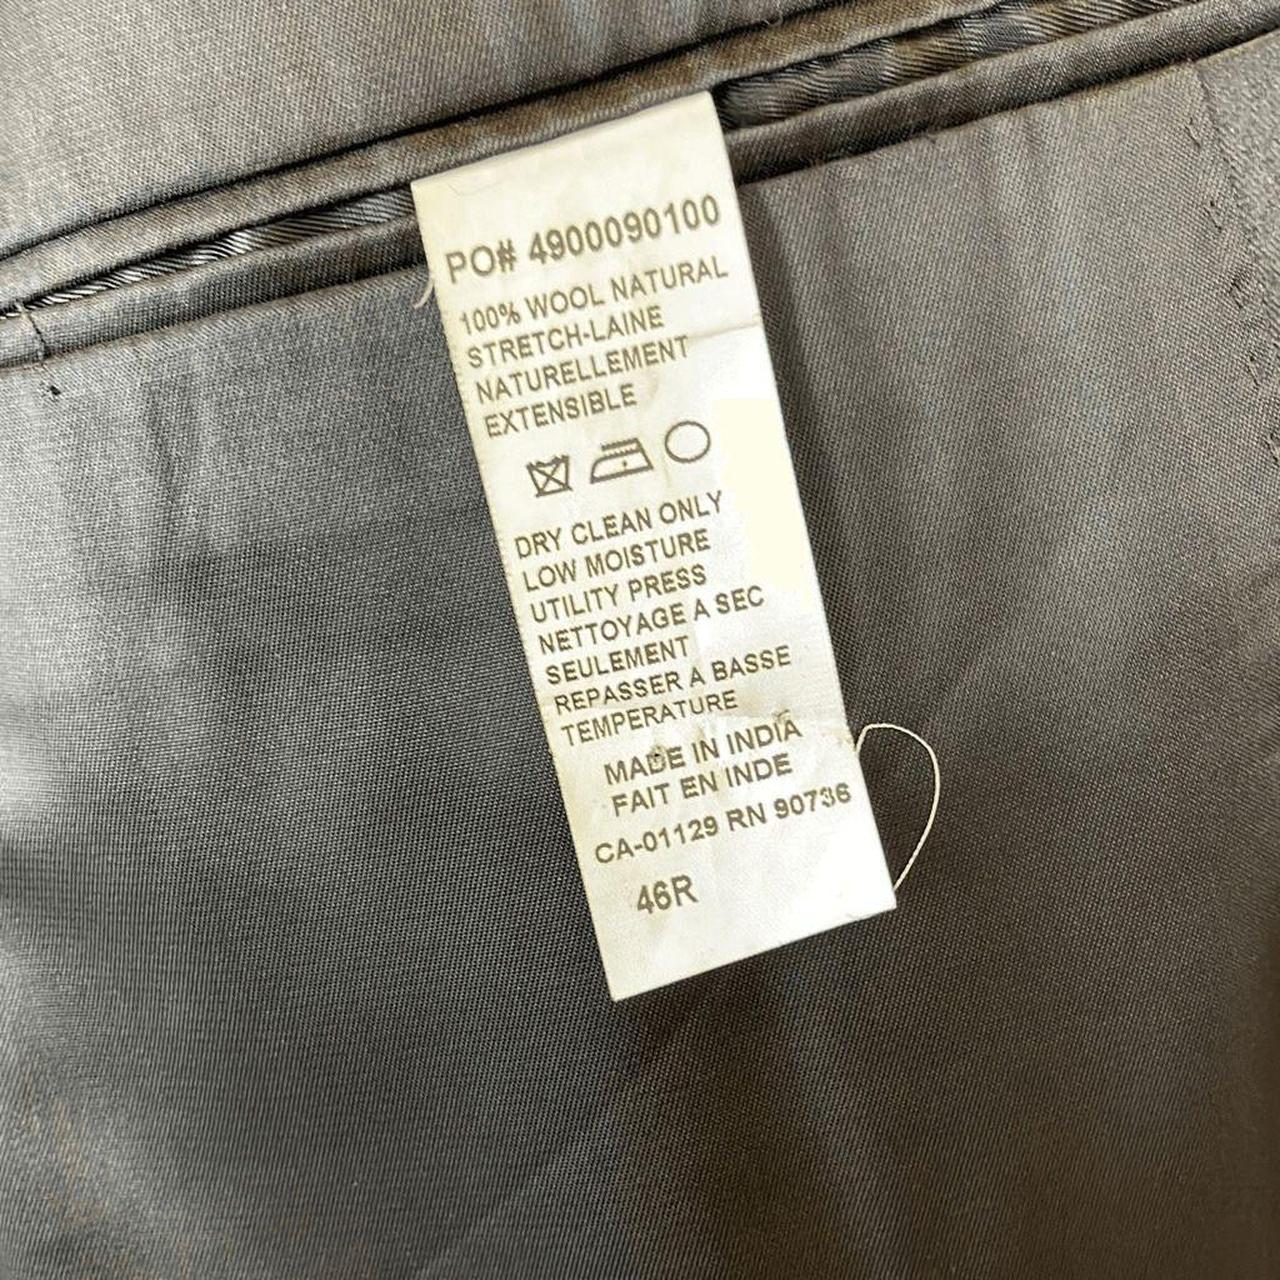 PO# 4900090100
100% WOOL NATURAL
STRETCH-LAINE
NATURELLEMENT
EXTENSIBLE
DRY CLEAN ONLY
LOW MOISTURE
UTILITY PRESS
NETTOYAGE A SEC
SEULEMENT
REPASSER A BASSE
TEMPERATURE
MADE IN INDIA
FAIT EN INDE
CA-01129 RN 90736
46R